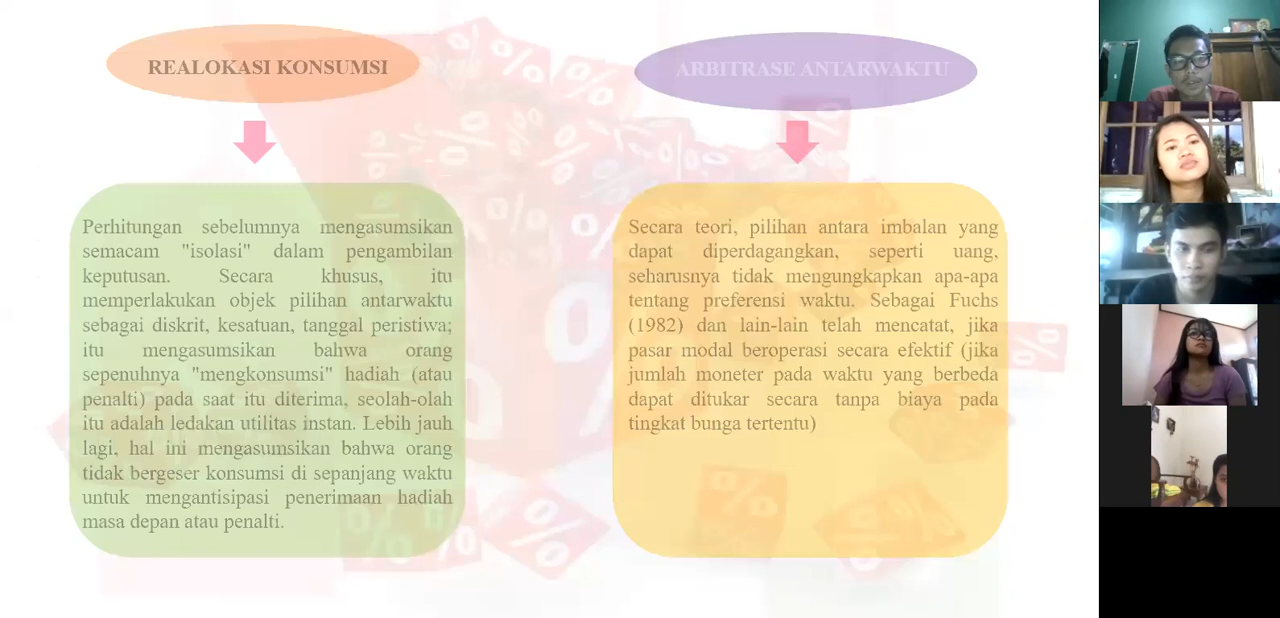 REALOKASI KONSUMSI
Perhitungan sebelumnya mengasumsikan
semacam "isolasi" dalam pengambilan
keputusan. Secara khusus, itu
memperlakukan objek pilihan antarwaktu
sebagai diskrit, kesatuan, tanggal peristiwa;
itu mengasumsikan bahwa orang
sepenuhnya "mengkonsumsi" hadiah (atau
penalti) pada saat itu diterima, seolah-olah
itu adalah ledakan utilitas instan. Lebih jauh
lagi, hal ini mengasumsikan bahwa orang
tidak bergeser konsumsi di sepanjang waktu
untuk mengantisipasi penerimaan hadiah
masa depan atau penalti.
ARBITRASE ANTARWAKTU
Secara teori, pilihan antara imbalan yang
dapat diperdagangkan, seperti uang,
seharusnya tidak mengungkapkan apa-apa
tentang preferensi waktu. Sebagai Fuchs
(1982) dan lain-lain telah mencatat, jika
pasar modal beroperasi secara efektif (jika
jumlah moneter pada waktu yang berbeda
dapat ditukar secara tanpa biaya pada
tingkat bunga tertentu)